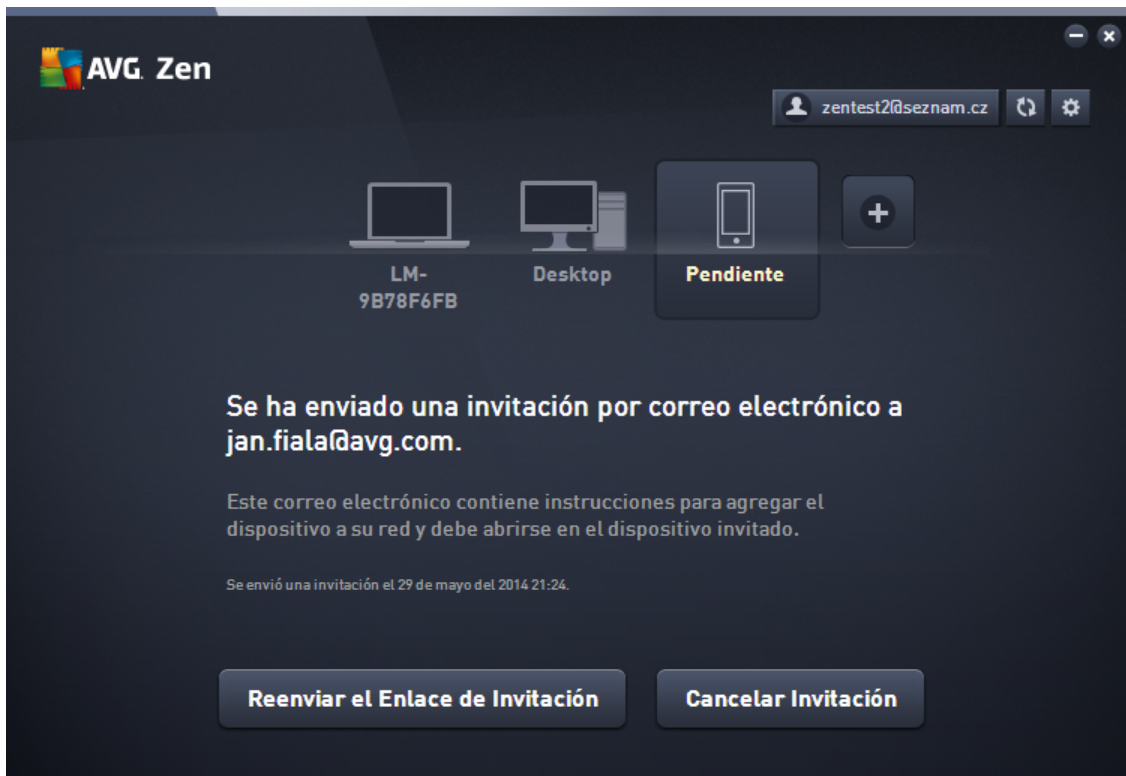 AVG. Zen
zentest2@seznam.cz
LM-
9B78F6FB
Desktop
Pendiente
Se ha enviado una invitación por correo electrónico a
jan.fiala@avg.com.
Este correo electrónico contiene instrucciones para agregar el
dispositivo a su red y debe abrirse en el dispositivo invitado.
Se envió una invitación el 29 de mayo del 2014 21:24.
Reenviar el Enlace de Invitación
Cancelar Invitación